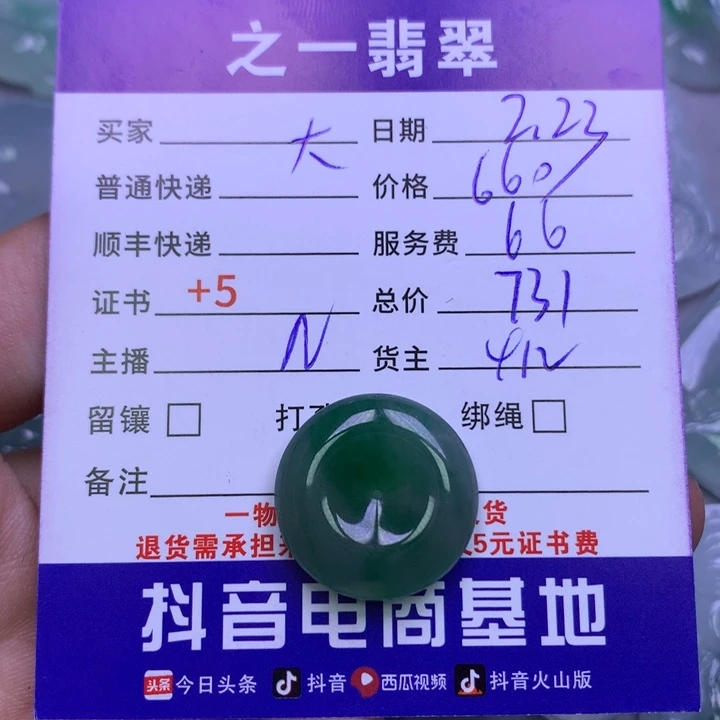 之一翡翠
买家 大 日期 2.23
普通快递 价格 660
顺丰快递 服务费 66
证书 +5 总价 731
主播 N 货主 412
留镶 打 绑绳
备注
一物 货
退货需承担 5元证书费
抖音电商基地
头条 今日头条 抖音 西瓜视频 抖音火山版